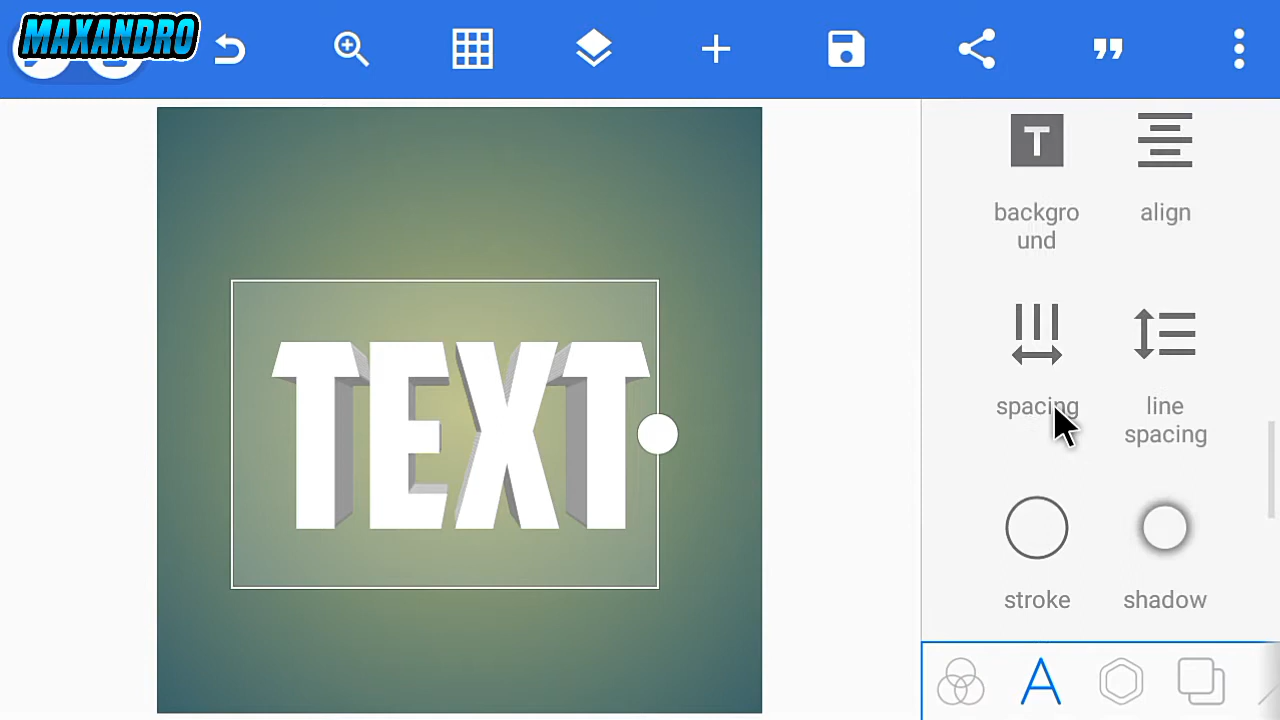 MAXANDRO
T
backgro
und
align
TEXT
spacing
line
spacing
stroke
shadow
A